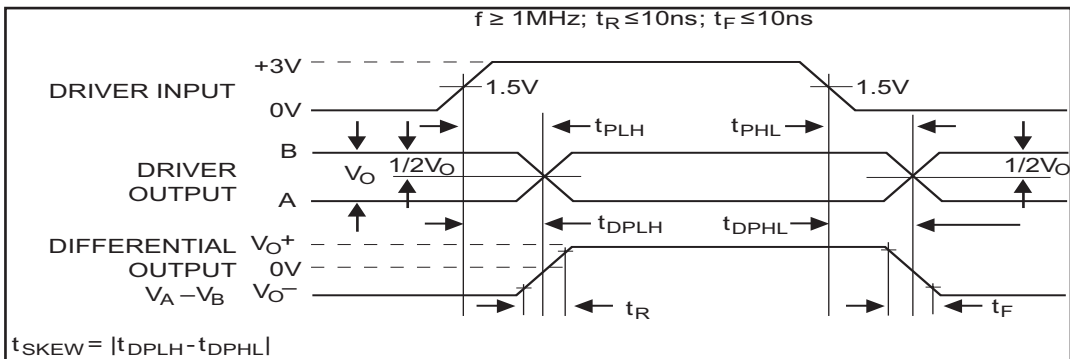 f ≥ 1MHz; tR ≤10ns; tF ≤10ns
+3V
DRIVER INPUT
1.5V
1.5V
0V
tPLH
tPHL
B
DRIVER
OUTPUT
VO
1/2VO
1/2VO
A
tDPLH
tDPHL
DIFFERENTIAL
OUTPUT
VA –VB
VO+
0V
VO–
tR
tF
tSKEW = |tDPLH - tDPHL|